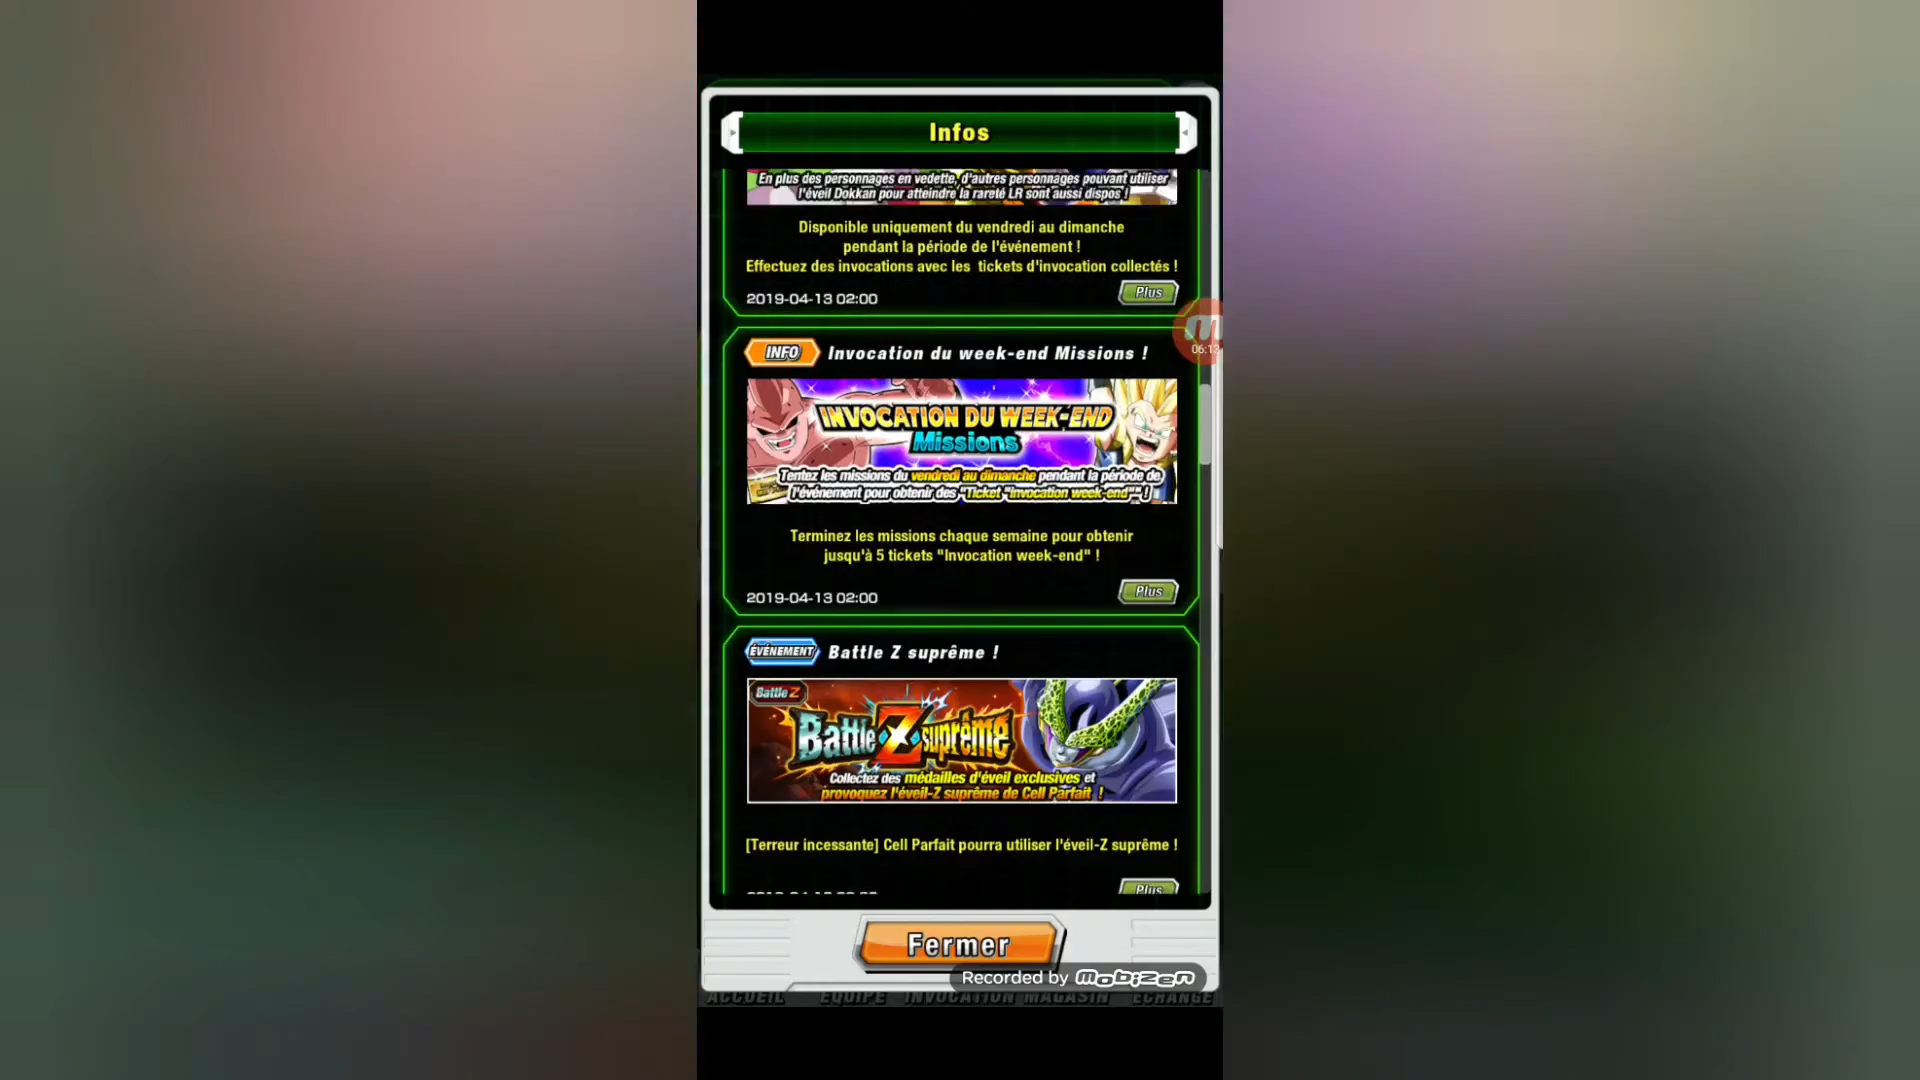 Infos
En plus des personnages en vedette, d'autres personnages pouvant utiliser
l'éveil Dokkan pour atteindre la rareté LR sont aussi dispos !
Disponible uniquement du vendredi au dimanche
pendant la période de l'événement !
Effectuez des invocations avec les tickets d'invocation collectés !
2019-04-13 02:00
Plus
06:13
INFO
Invocation du week-end Missions !
INVOCATION DU WEEK-END
Missions
Tentez les missions du vendredi au dimanche pendant la période de
l'événement pour obtenir des "Ticket "Invocation week-end"" !
Terminez les missions chaque semaine pour obtenir
jusqu'à 5 tickets "Invocation week-end" !
2019-04-13 02:00
Plus
ÉVÉNEMENT
Battle Z suprême !
Battle Z
Battle Z suprême
Collectez des médailles d'éveil exclusives et
provoquez l'éveil-Z suprême de Cell Parfait !
[Terreur incessante] Cell Parfait pourra utiliser l'éveil-Z suprême !
Plus
Fermer
Recorded by mobizen
ACCUEIL ÉQUIPE INVOCATION MAGASIN ÉCHANGE